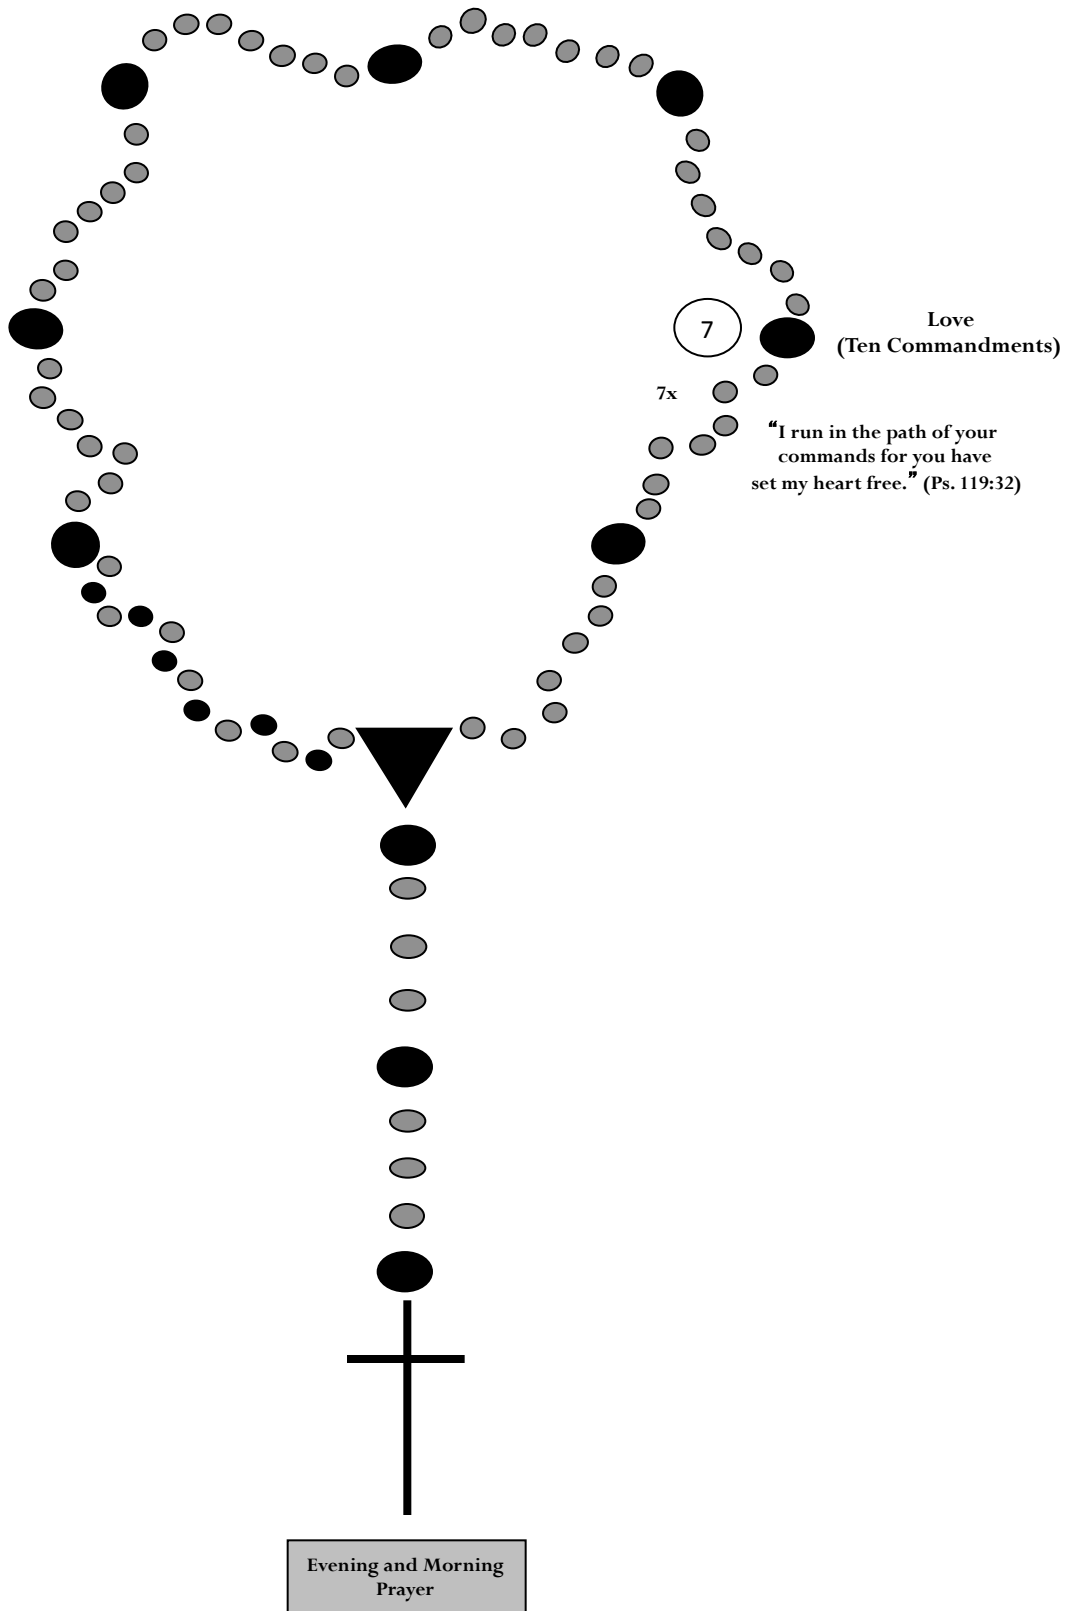 7
Love
(Ten Commandments)
7x
“I run in the path of your
commands for you have
set my heart free.” (Ps. 119:32)
Evening and Morning
Prayer